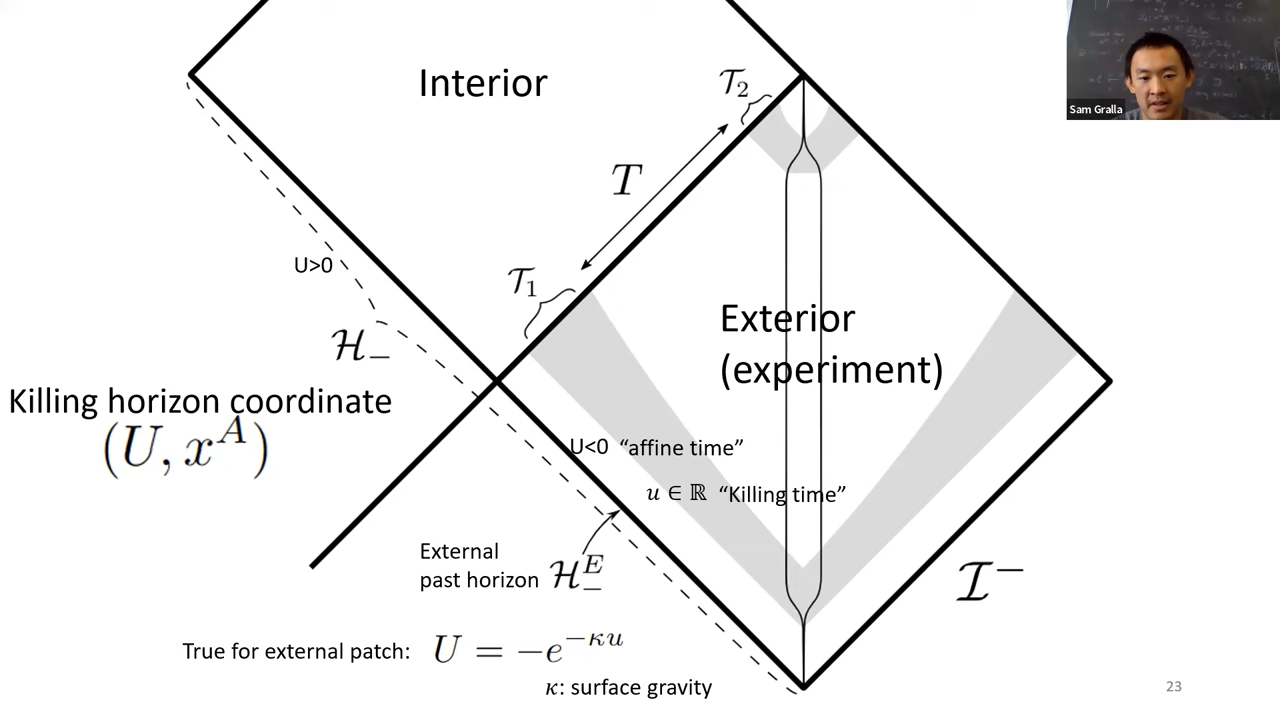 Interior
𝒯₂
T
U>0
𝒯₁
ℋ₋
Exterior
(experiment)
Killing horizon coordinate
(U, xᴬ)
U<0 “affine time”
u ∈ ℝ “Killing time”
External
past horizon ℋ₋ᴱ
ℐ⁻
True for external patch: U = −e^{−κu}
κ: surface gravity
23
Sam Gralla